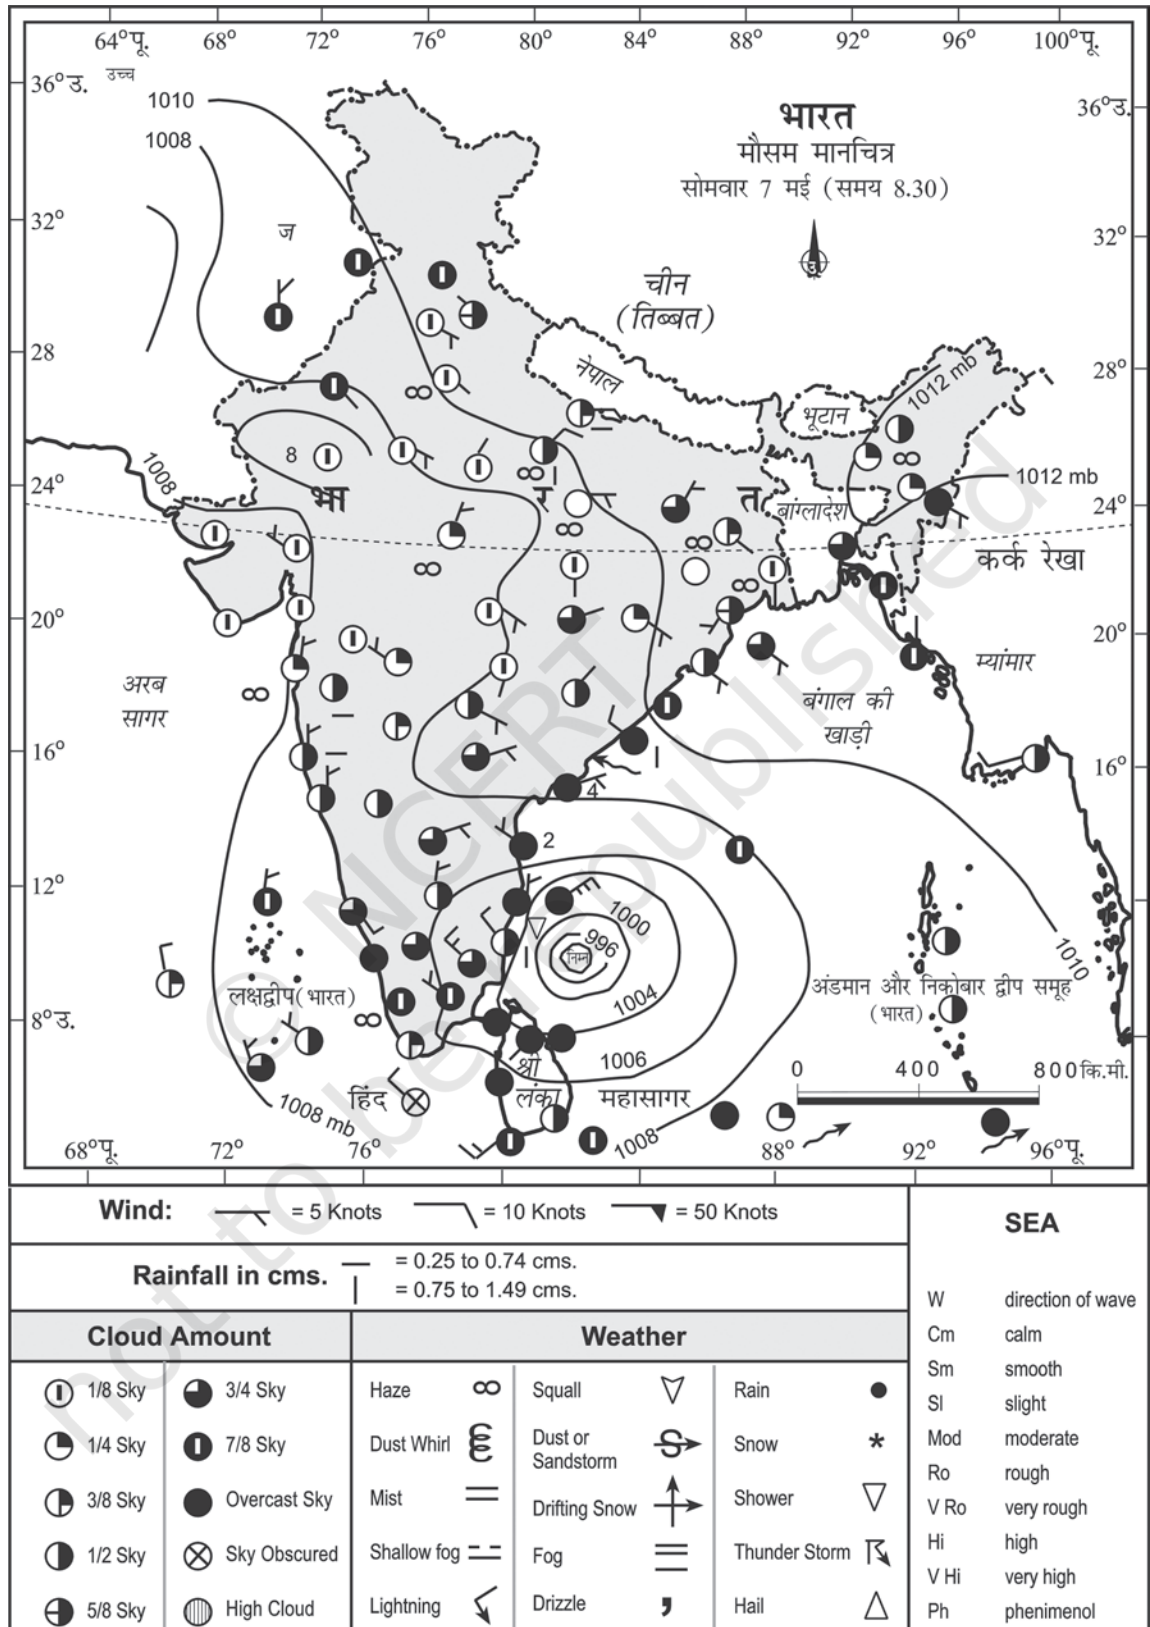 64°पू. 68° 72° 76° 80° 84° 88° 92° 96° 100°पू.
36°उ. उच्च 36°उ.
1010
1008
भारत
मौसम मानचित्र
सोमवार 7 मई (समय 8.30)
32° 32°
ज
चीन
(तिब्बत)
28 28°
नेपाल
भूटान
1012 mb
8
1008
1012 mb
24° 24°
भा र त
बांग्लादेश
कर्क रेखा
20° 20°
म्यांमार
अरब
सागर
बंगाल की
खाड़ी
16° 16°
4
2
12° 12°
1000
996
निम्न
1010
लक्षद्वीप(भारत)
1004
अंडमान और निकोबार द्वीप समूह
(भारत)
8°उ. 8°
1006
श्री
लंका
हिंद
महासागर
0 400 800कि.मी.
1008 mb
1008
68°पू. 72° 76° 88° 92° 96°पू.
© NCERT
not to be republished
Wind: = 5 Knots = 10 Knots = 50 Knots
Rainfall in cms. = 0.25 to 0.74 cms.
= 0.75 to 1.49 cms.
Cloud Amount
1/8 Sky 3/4 Sky
1/4 Sky 7/8 Sky
3/8 Sky Overcast Sky
1/2 Sky Sky Obscured
5/8 Sky High Cloud
Weather
Haze Squall Rain
Dust Whirl Dust or
Sandstorm Snow
Mist Drifting Snow Shower
Shallow fog Fog Thunder Storm
Lightning Drizzle Hail
SEA
W direction of wave
Cm calm
Sm smooth
Sl slight
Mod moderate
Ro rough
V Ro very rough
Hi high
V Hi very high
Ph phenimenol